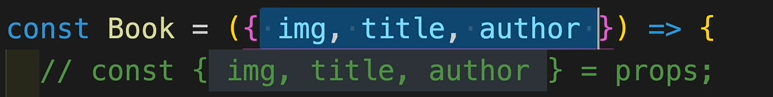 const Book = ({ img, title, author }) => {
// const { img, title, author } = props;